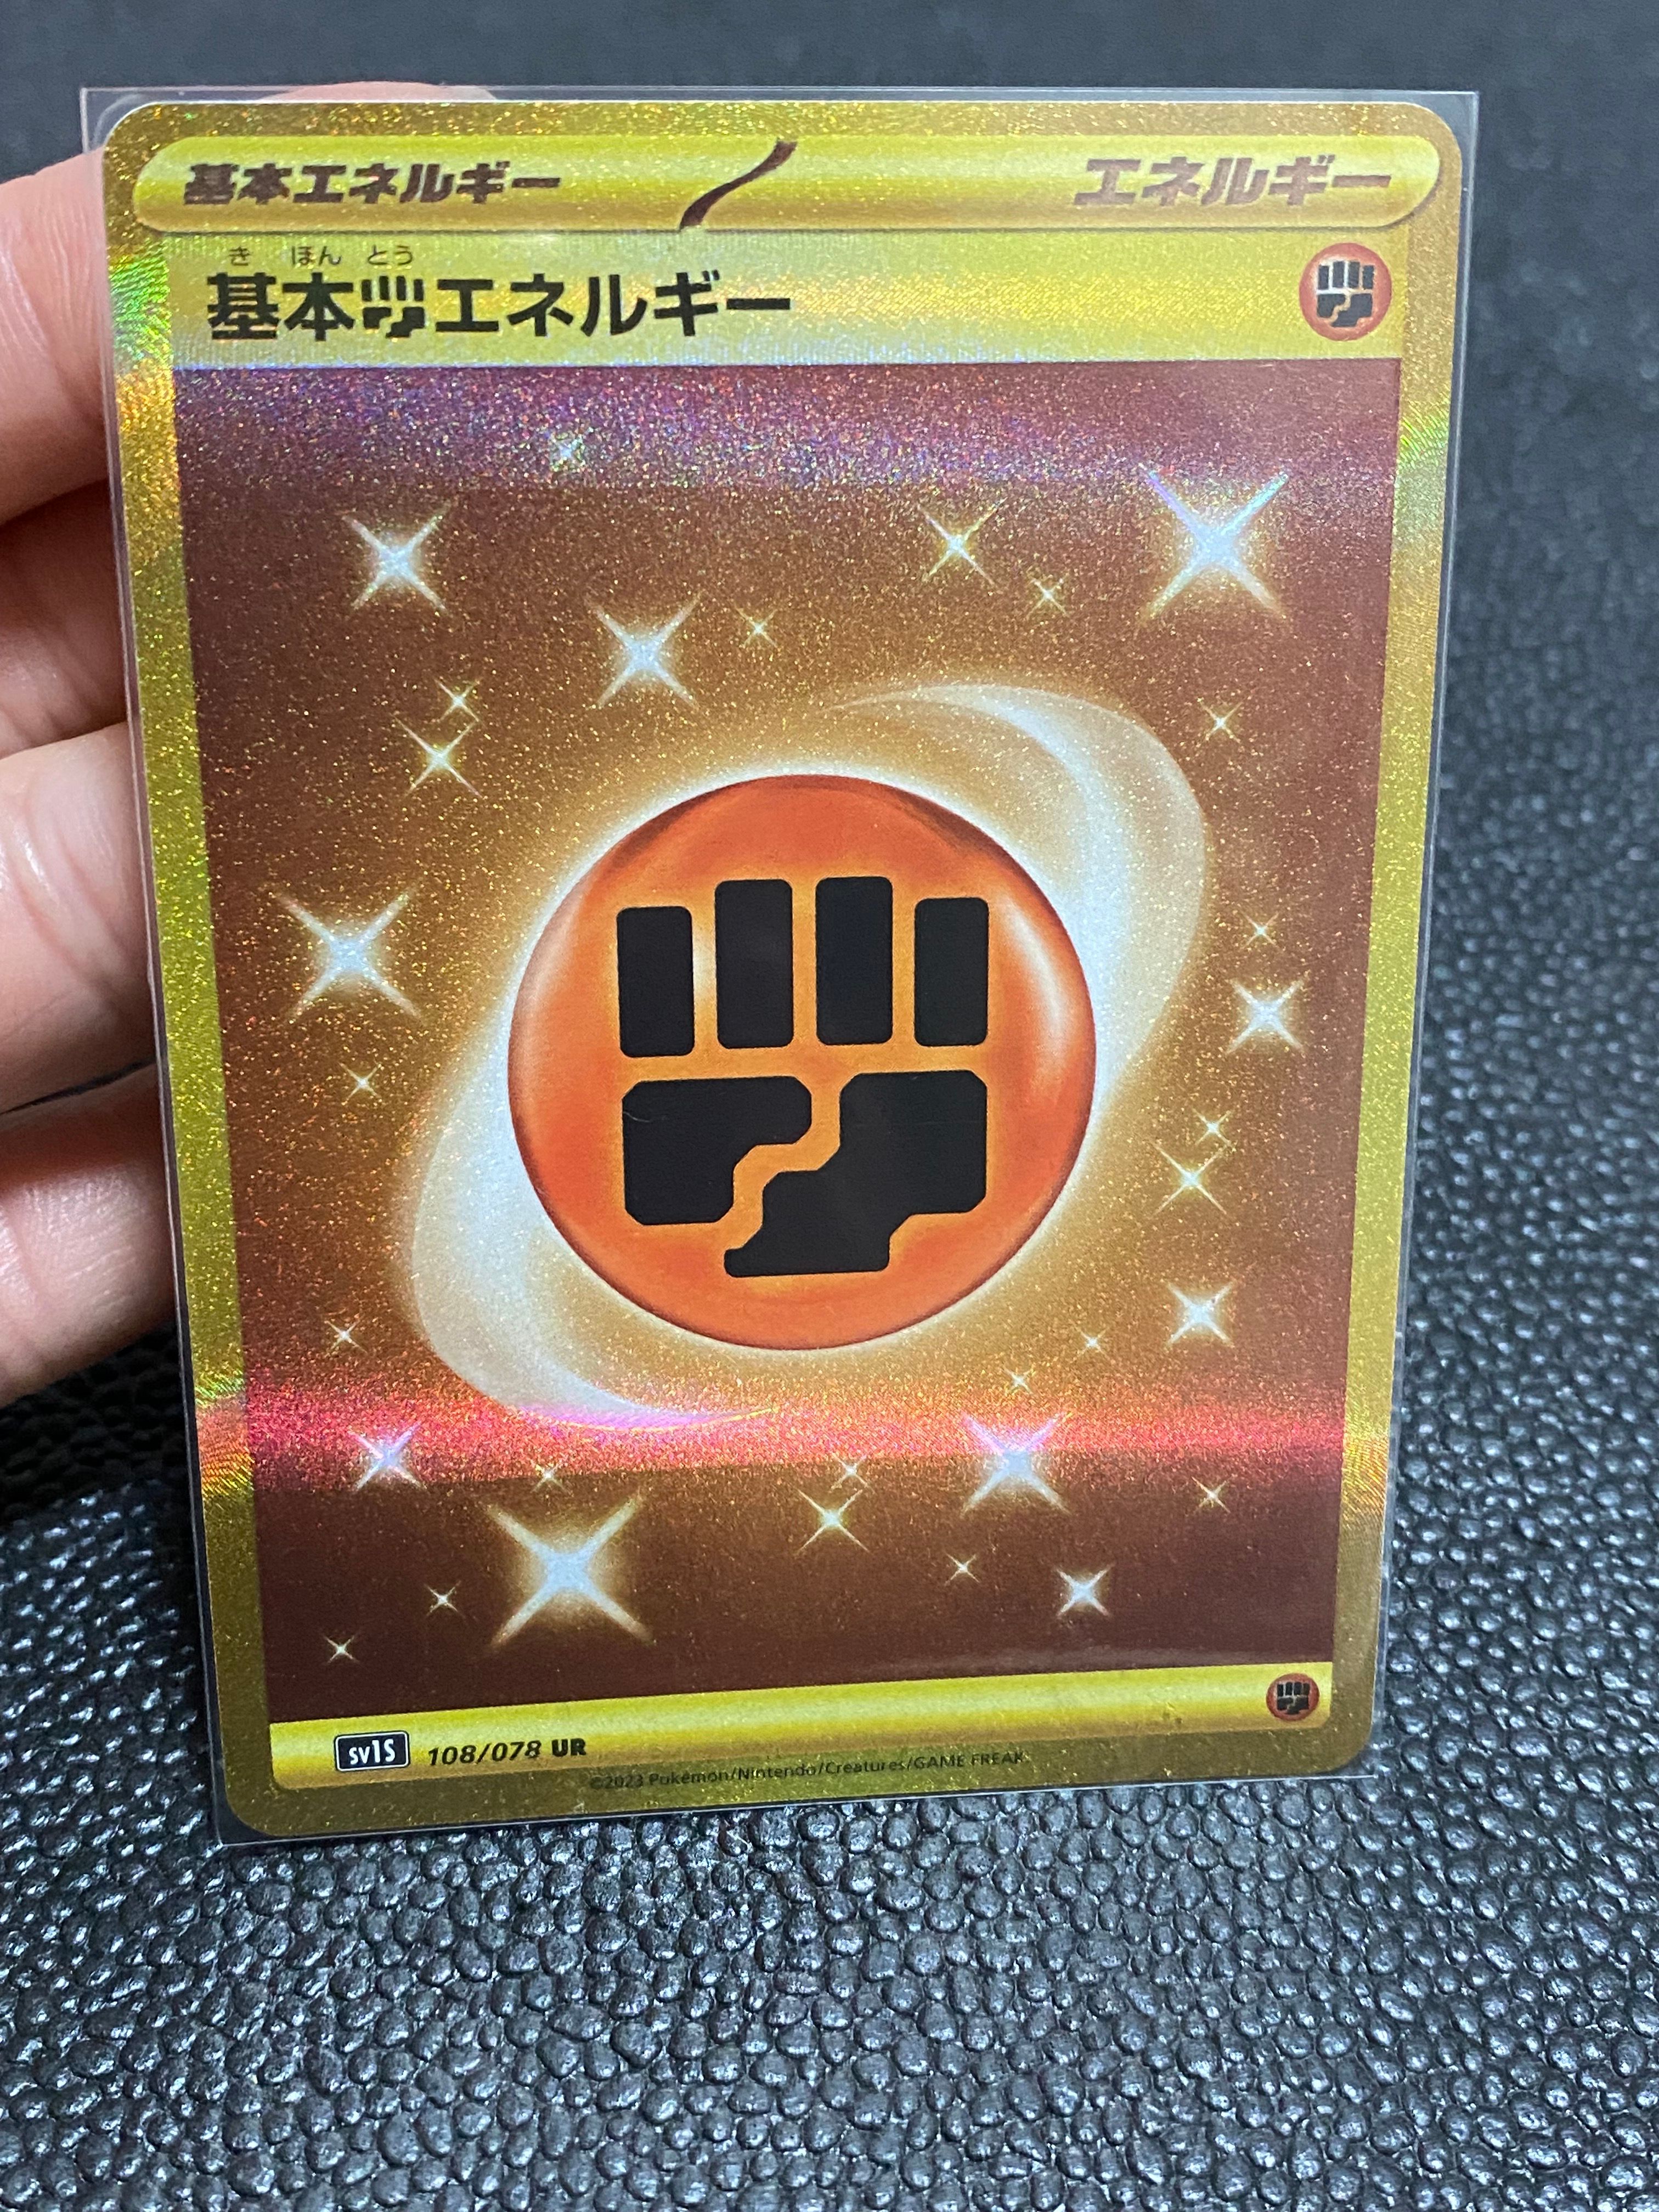 基本エネルギー エネルギー
き ほん とう
基本エネルギー
sv1S 108/078 UR
©2023 Pokémon/Nintendo/Creatures/GAME FREAK